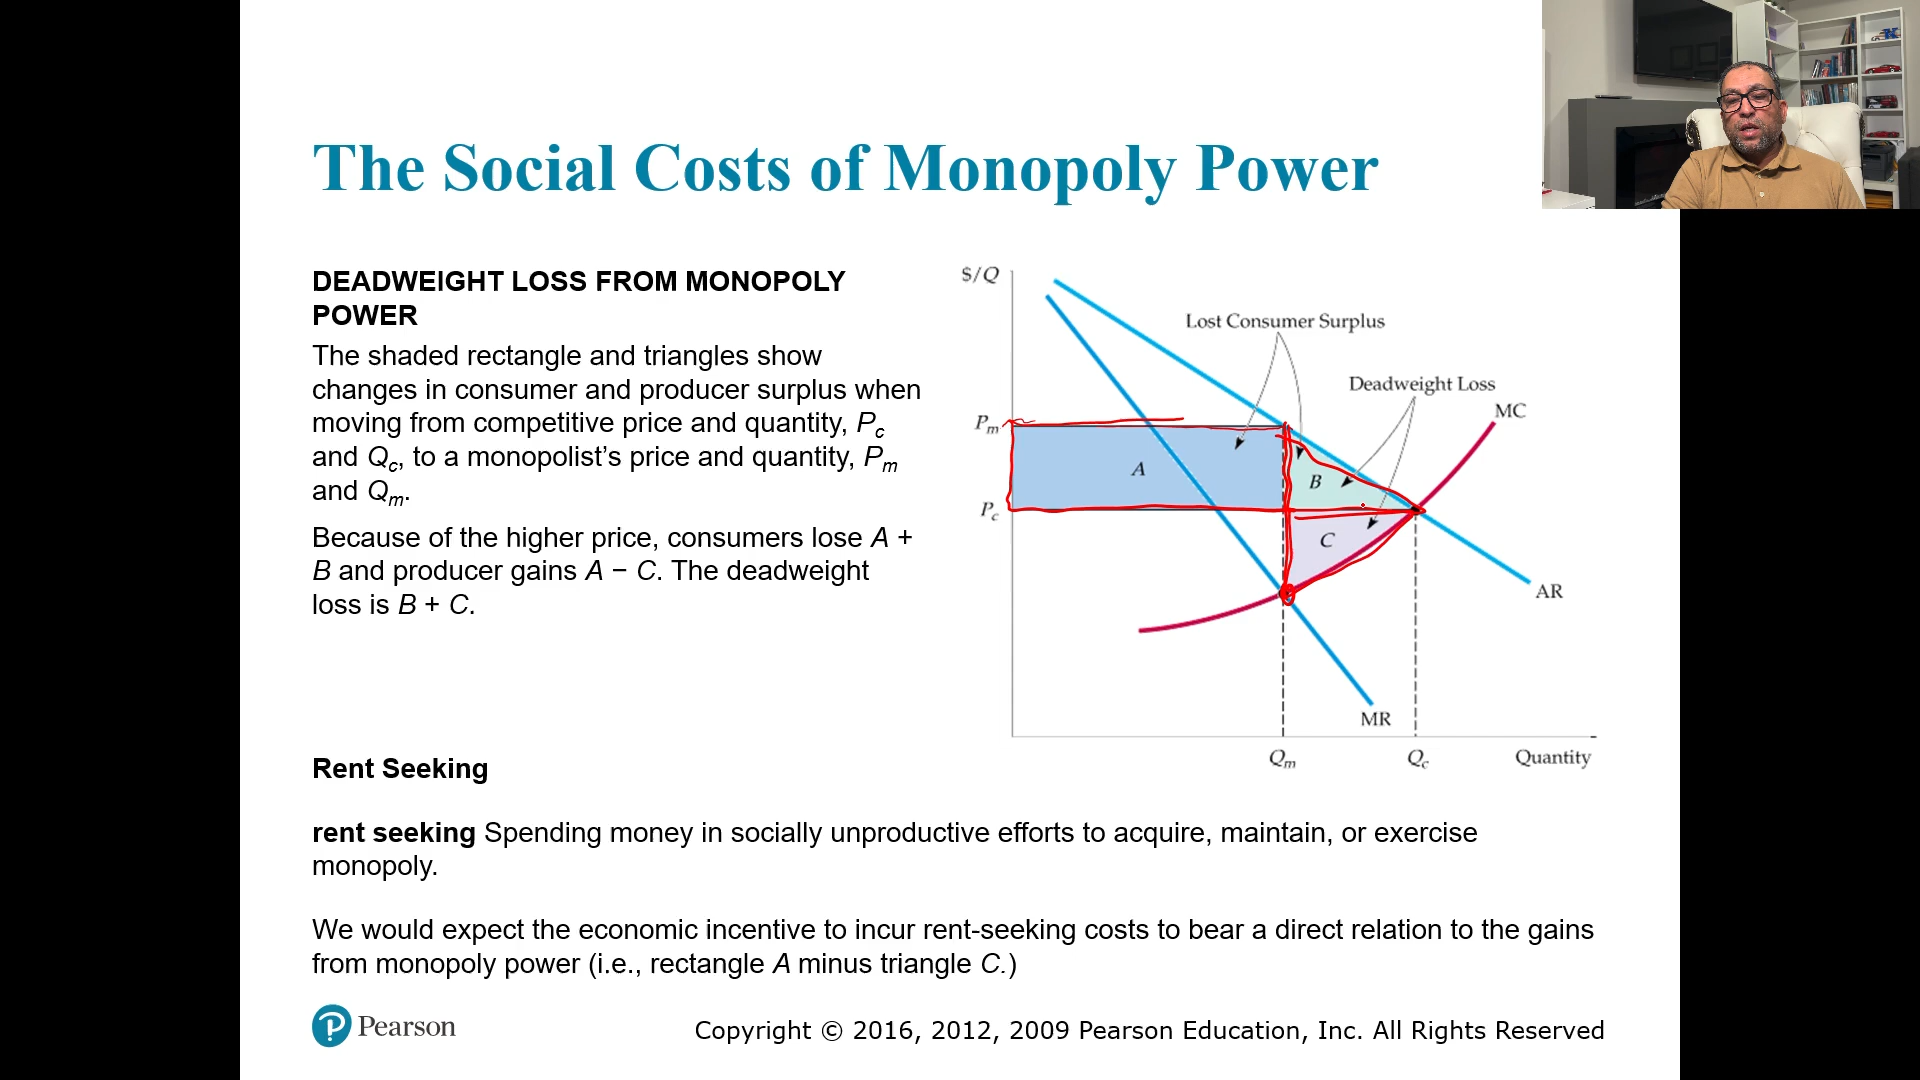 The Social Costs of Monopoly Power
DEADWEIGHT LOSS FROM MONOPOLY
POWER
The shaded rectangle and triangles show
changes in consumer and producer surplus when
moving from competitive price and quantity, Pc
and Qc, to a monopolist’s price and quantity, Pm
and Qm.
Because of the higher price, consumers lose A +
B and producer gains A − C. The deadweight
loss is B + C.
$/Q
Lost Consumer Surplus
Deadweight Loss
MC
Pm
A
B
Pc
C
AR
MR
Qm
Qc
Quantity
Rent Seeking
rent seeking Spending money in socially unproductive efforts to acquire, maintain, or exercise
monopoly.
We would expect the economic incentive to incur rent-seeking costs to bear a direct relation to the gains
from monopoly power (i.e., rectangle A minus triangle C.)
Pearson
Copyright © 2016, 2012, 2009 Pearson Education, Inc. All Rights Reserved